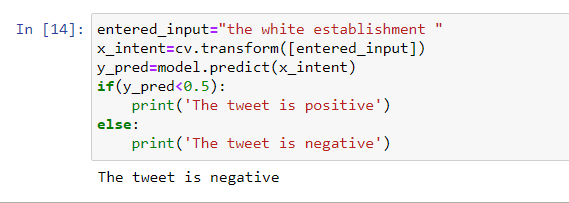 In [14]: entered_input="the white establishment "
x_intent=cv.transform([entered_input])
y_pred=model.predict(x_intent)
if(y_pred<0.5):
    print('The tweet is positive')
else:
    print('The tweet is negative')
The tweet is negative